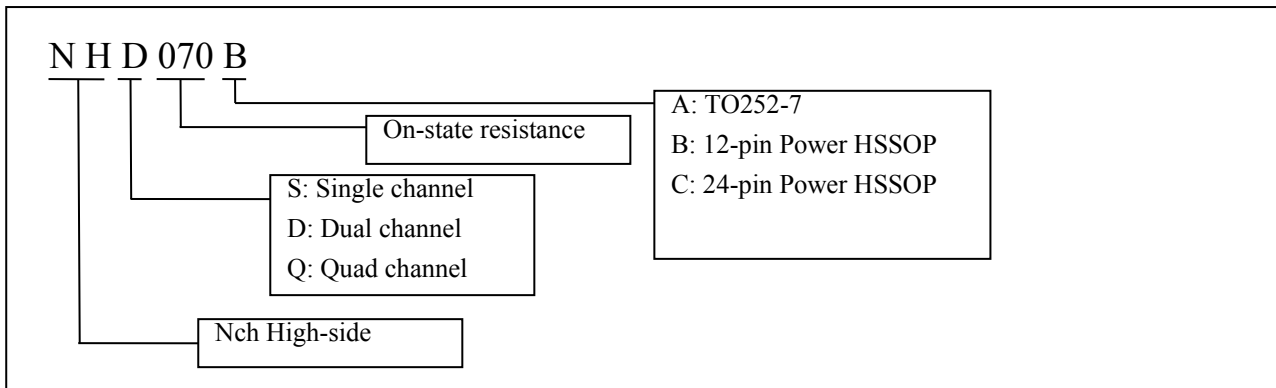 N H D 070 B
A: TO252-7
B: 12-pin Power HSSOP
C: 24-pin Power HSSOP
On-state resistance
S: Single channel
D: Dual channel
Q: Quad channel
Nch High-side